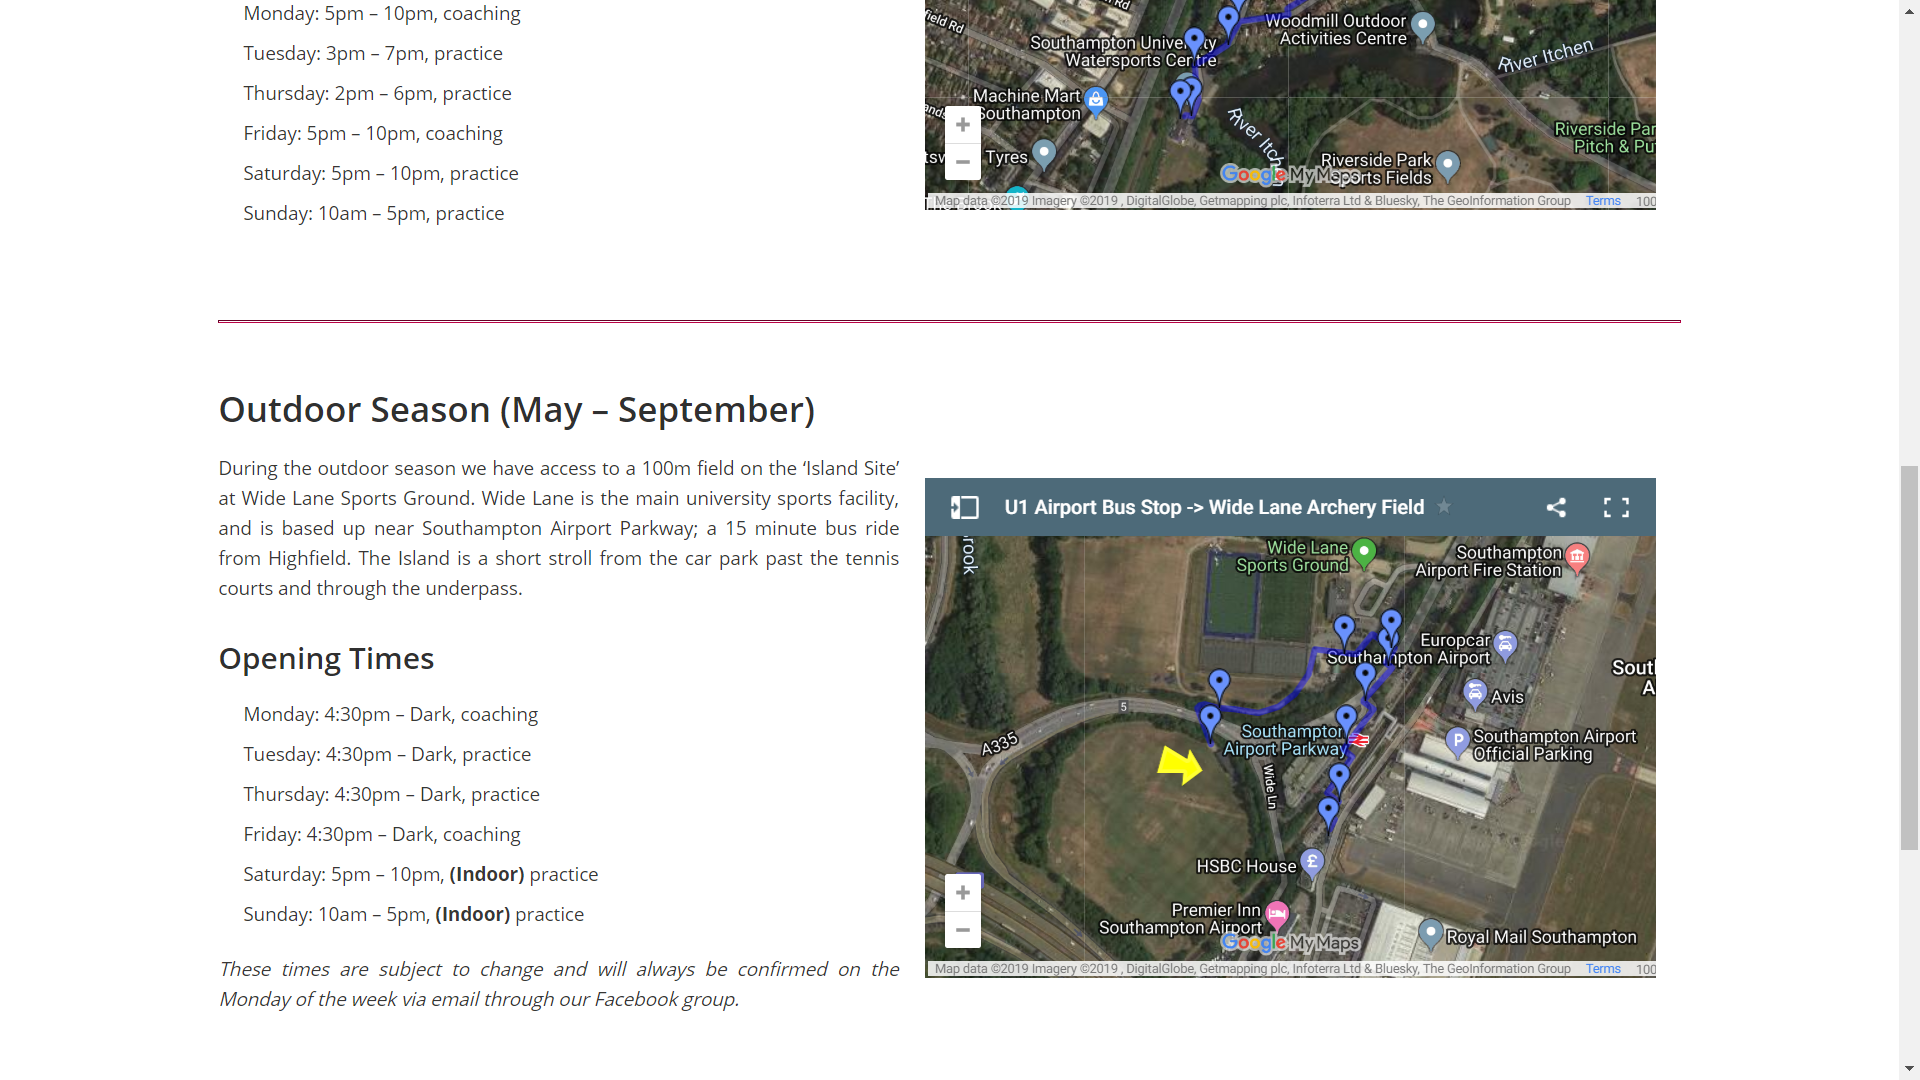 Monday: 5pm – 10pm, coaching
Tuesday: 3pm – 7pm, practice
Thursday: 2pm – 6pm, practice
Friday: 5pm – 10pm, coaching
Saturday: 5pm – 10pm, practice
Sunday: 10am – 5pm, practice
field Rd
Rd
Southampton University
Watersports Centre
Woodmill Outdoor
Activities Centre
River Itchen
Machine Mart
Southampton
River Itchen
Riverside Par
Pitch & Pu
Tyres
Riverside Park
Sports Fields
Google My Maps
Map data ©2019 Imagery ©2019 , DigitalGlobe, Getmapping plc, Infoterra Ltd & Bluesky, The GeoInformation Group Terms 100
Outdoor Season (May – September)
During the outdoor season we have access to a 100m field on the ‘Island Site’
at Wide Lane Sports Ground. Wide Lane is the main university sports facility,
and is based up near Southampton Airport Parkway; a 15 minute bus ride
from Highfield. The Island is a short stroll from the car park past the tennis
courts and through the underpass.
Opening Times
Monday: 4:30pm – Dark, coaching
Tuesday: 4:30pm – Dark, practice
Thursday: 4:30pm – Dark, practice
Friday: 4:30pm – Dark, coaching
Saturday: 5pm – 10pm, (Indoor) practice
Sunday: 10am – 5pm, (Indoor) practice
These times are subject to change and will always be confirmed on the
Monday of the week via email through our Facebook group.
U1 Airport Bus Stop -> Wide Lane Archery Field
rook
Wide Lane
Sports Ground
Southampton
Airport Fire Station
Europcar
Southampton Airport
Sout
A
Avis
5
A335
Southampton
Airport Parkway
P
Southampton Airport
Official Parking
Wide Ln
HSBC House
£
Premier Inn
Southampton Airport
Royal Mail Southampton
Google My Maps
Map data ©2019 Imagery ©2019 , DigitalGlobe, Getmapping plc, Infoterra Ltd & Bluesky, The GeoInformation Group Terms 100